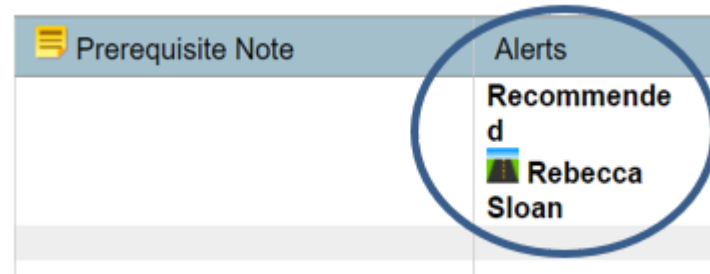 Prerequisite Note
Alerts
Recommende
d
Rebecca
Sloan